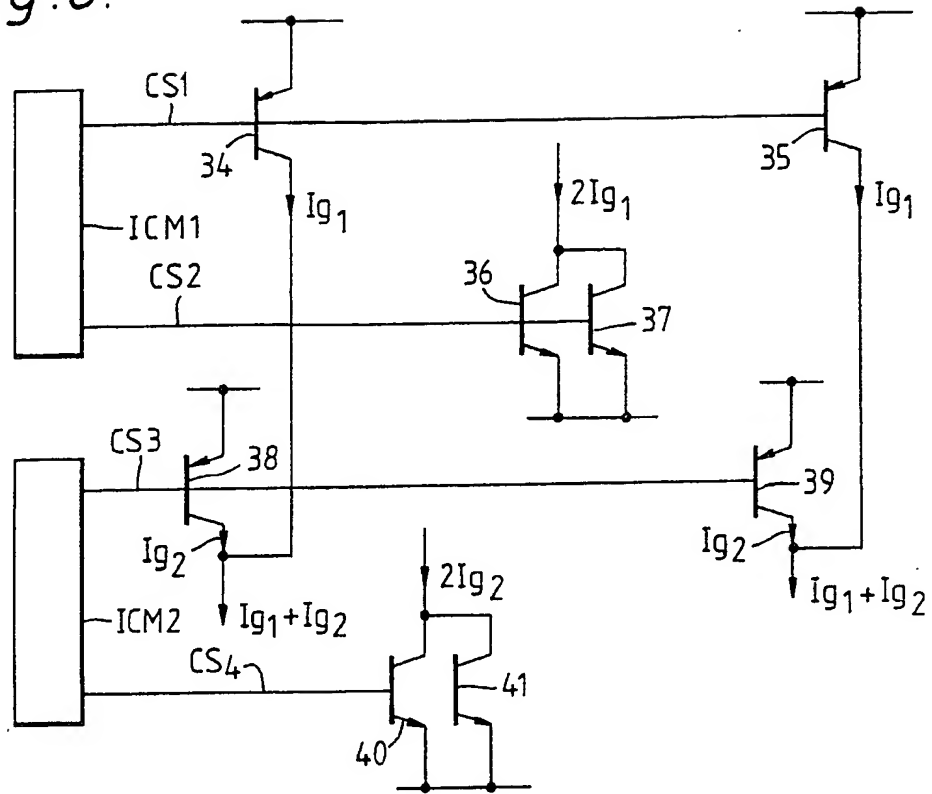 g.8.
CS1
34
35
Ig1
Ig1
ICM1
2Ig1
CS2
36
37
CS3
38
39
Ig2
Ig2
2Ig2
Ig1+Ig2
Ig1+Ig2
ICM2
CS4
41
40